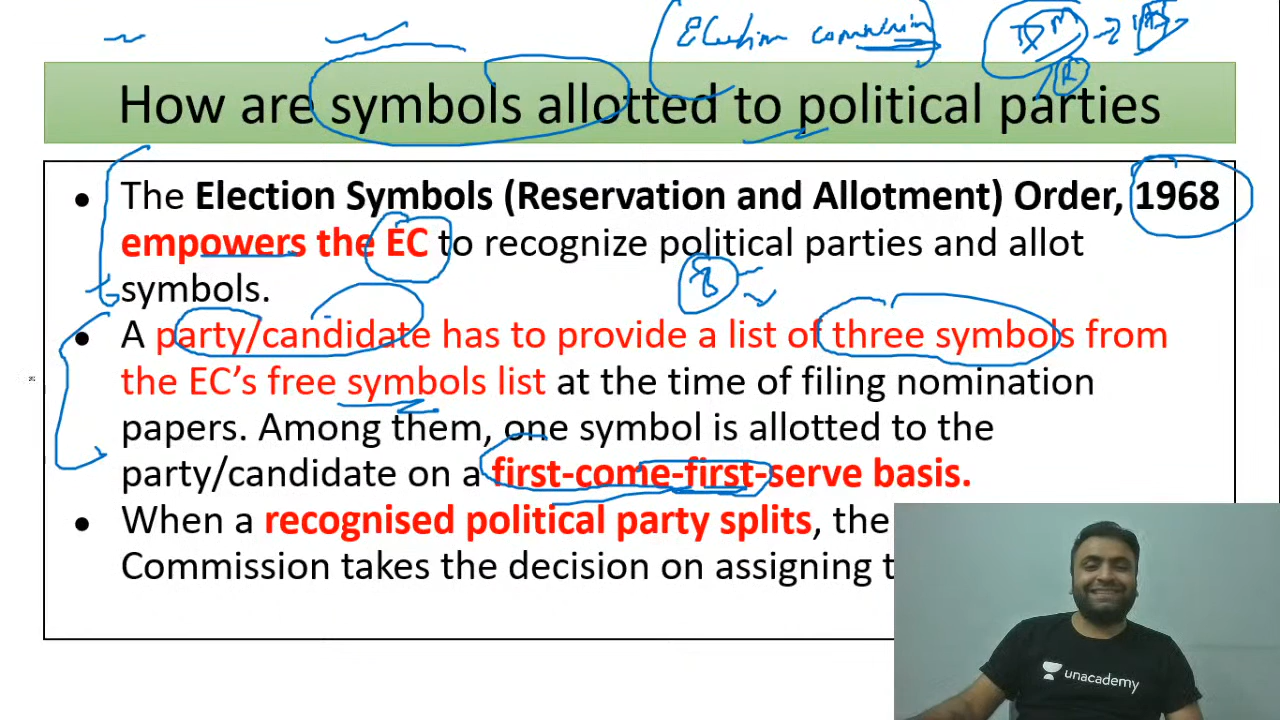 Election commission
How are symbols allotted to political parties
• The Election Symbols (Reservation and Allotment) Order, 1968
empowers the EC to recognize political parties and allot
symbols.
• A party/candidate has to provide a list of three symbols from
the EC's free symbols list at the time of filing nomination
papers. Among them, one symbol is allotted to the
party/candidate on a first-come-first-serve basis.
• When a recognised political party splits, the
Commission takes the decision on assigning t
unacademy